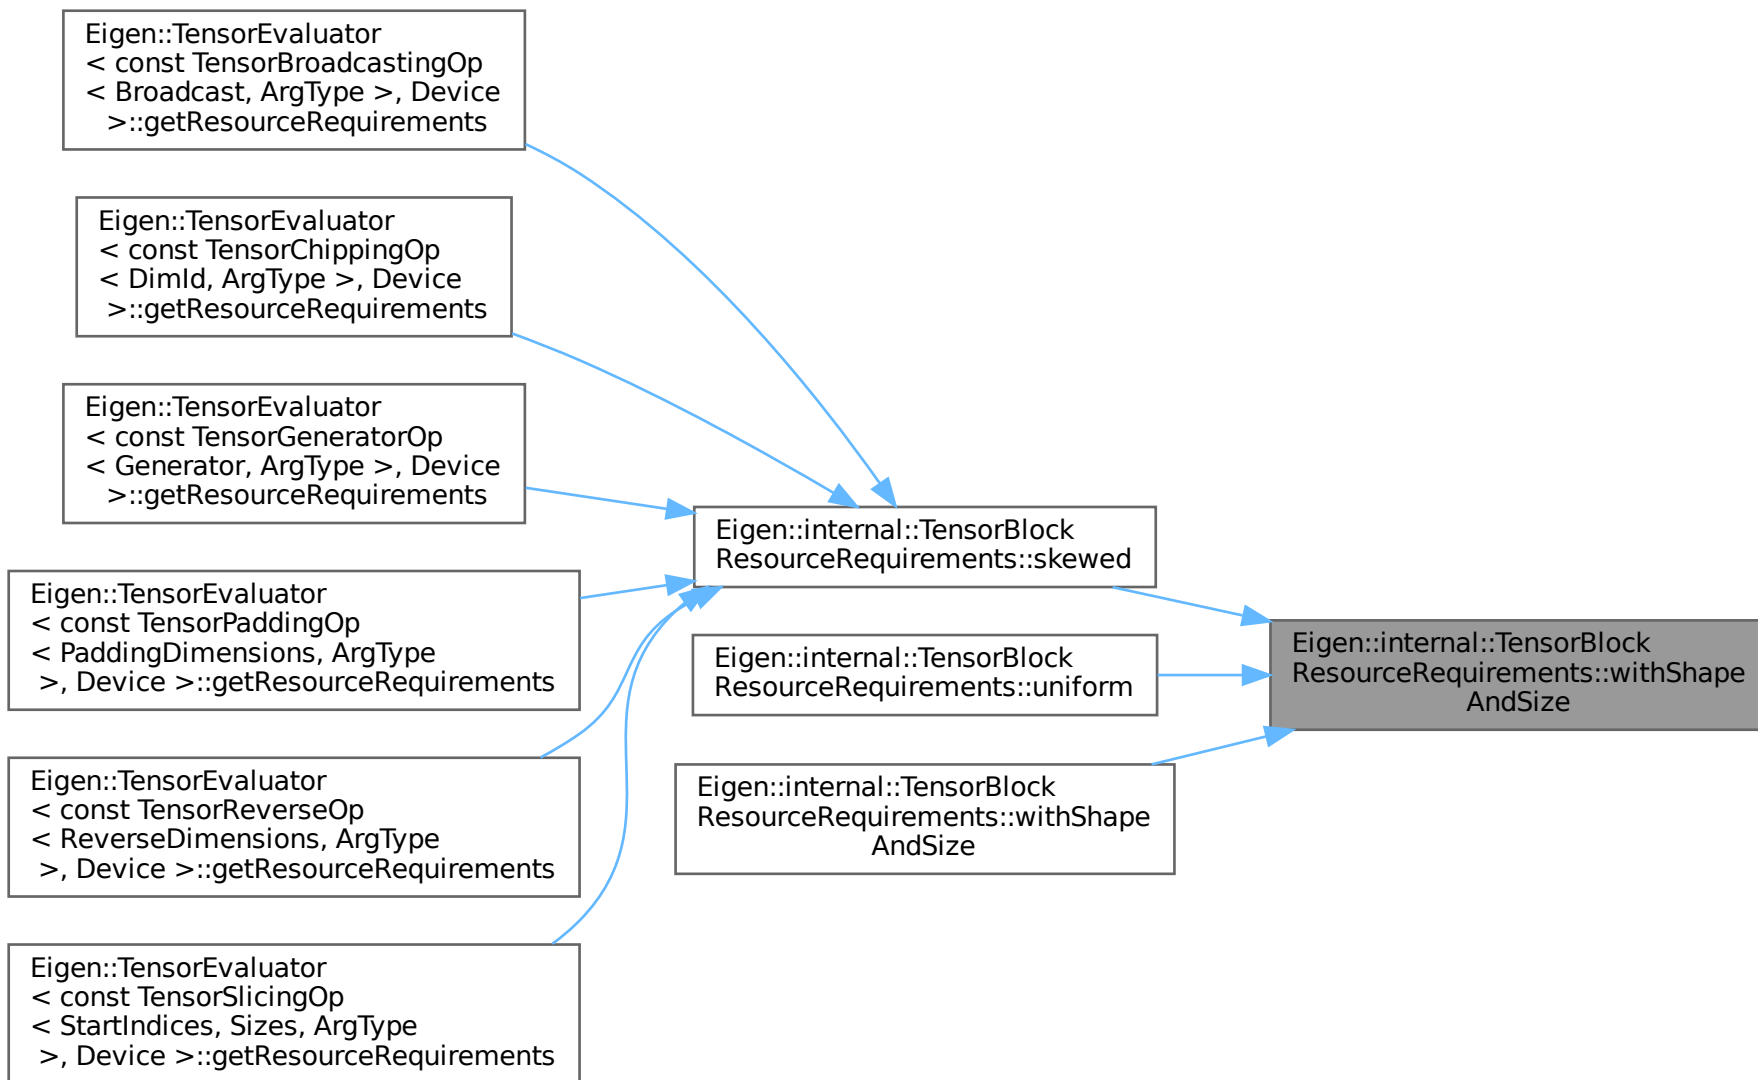 Eigen::TensorEvaluator
< const TensorBroadcastingOp
< Broadcast, ArgType >, Device
>::getResourceRequirements
Eigen::TensorEvaluator
< const TensorChippingOp
< DimId, ArgType >, Device
>::getResourceRequirements
Eigen::TensorEvaluator
< const TensorGeneratorOp
< Generator, ArgType >, Device
>::getResourceRequirements
Eigen::TensorEvaluator
< const TensorPaddingOp
< PaddingDimensions, ArgType
>, Device >::getResourceRequirements
Eigen::TensorEvaluator
< const TensorReverseOp
< ReverseDimensions, ArgType
>, Device >::getResourceRequirements
Eigen::TensorEvaluator
< const TensorSlicingOp
< StartIndices, Sizes, ArgType
>, Device >::getResourceRequirements
Eigen::internal::TensorBlock
ResourceRequirements::skewed
Eigen::internal::TensorBlock
ResourceRequirements::uniform
Eigen::internal::TensorBlock
ResourceRequirements::withShape
AndSize
Eigen::internal::TensorBlock
ResourceRequirements::withShape
AndSize